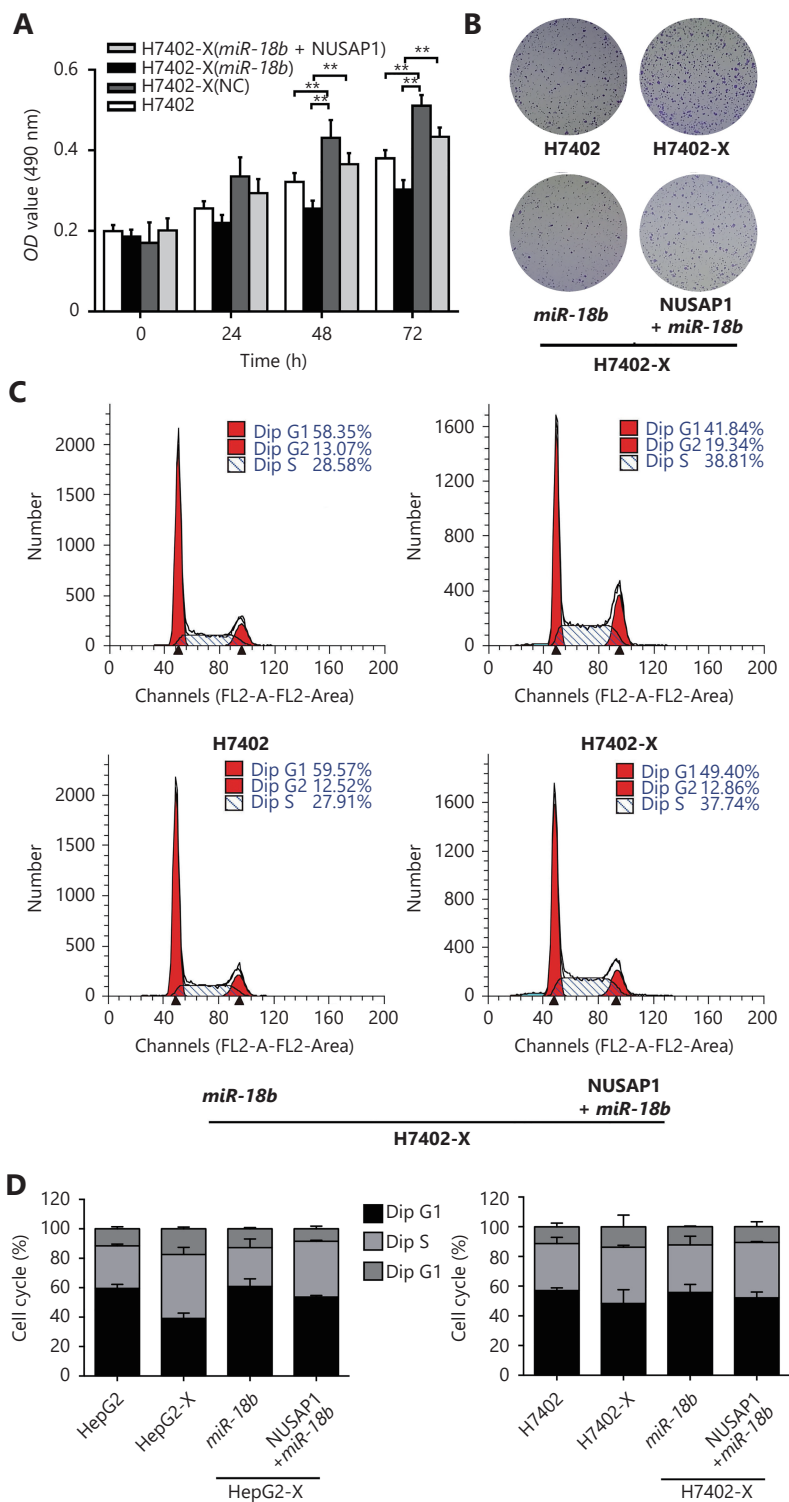 A
H7402-X(miR-18b + NUSAP1)
H7402-X(miR-18b)
H7402-X(NC)
H7402
OD value (490 nm)
0.6
0.4
0.2
0
** ** **
** ** **
0 24 48 72
Time (h)
B
H7402 H7402-X
miR-18b NUSAP1
+ miR-18b
H7402-X
C
Number
2000
1500
1000
500
0
Dip G1 58.35%
Dip G2 13.07%
Dip S 28.58%
0 40 80 120 160 200
Channels (FL2-A-FL2-Area)
H7402
Number
1600
1200
800
400
0
Dip G1 41.84%
Dip G2 19.34%
Dip S 38.81%
0 40 80 120 160 200
Channels (FL2-A-FL2-Area)
H7402-X
Number
2000
1500
1000
500
0
Dip G1 59.57%
Dip G2 12.52%
Dip S 27.91%
0 40 80 120 160 200
Channels (FL2-A-FL2-Area)
miR-18b
Number
1600
1200
800
400
0
Dip G1 49.40%
Dip G2 12.86%
Dip S 37.74%
0 40 80 120 160 200
Channels (FL2-A-FL2-Area)
NUSAP1
+ miR-18b
H7402-X
D
Cell cycle (%)
120
100
80
60
40
20
0
HepG2
HepG2-X
miR-18b
NUSAP1
+miR-18b
HepG2-X
Dip G1
Dip S
Dip G1
Cell cycle (%)
120
100
80
60
40
20
0
H7402
H7402-X
miR-18b
NUSAP1
+miR-18b
H7402-X